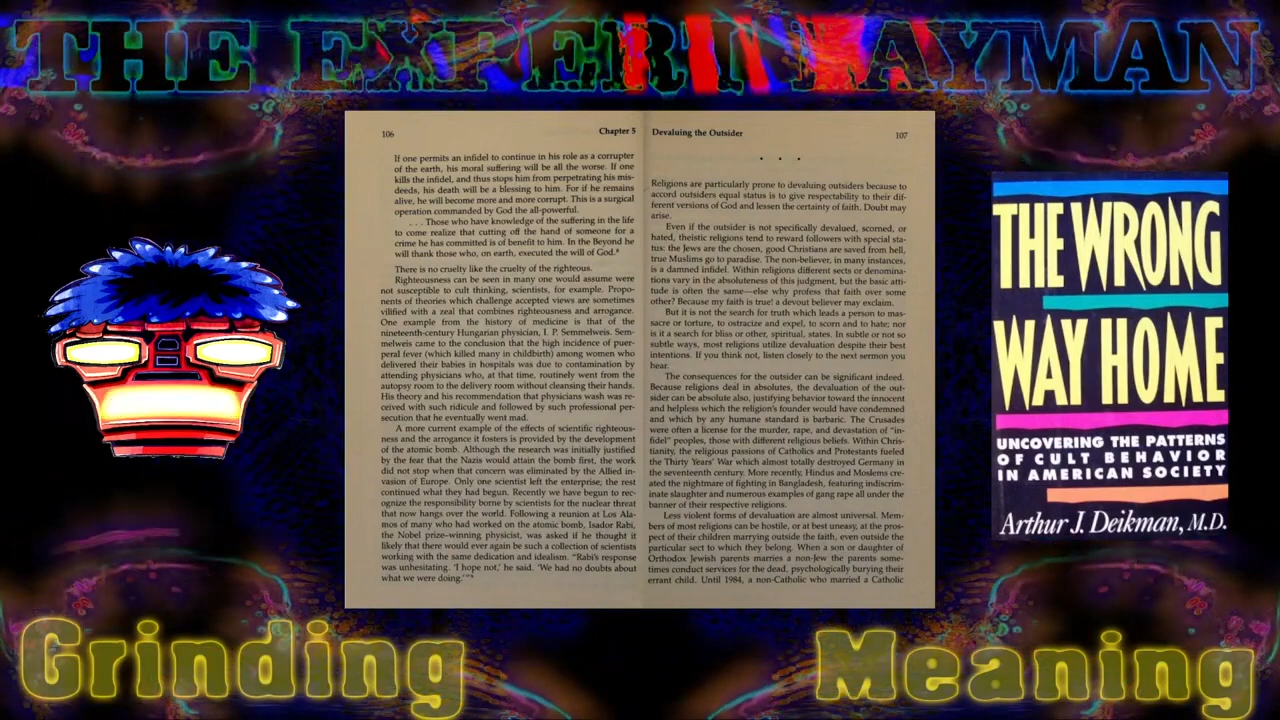 THE EXPERT LAYMAN
106
Chapter 5
If one permits an infidel to continue in his role as a corrupter
of the earth, his moral suffering will be all the worse. If one
kills the infidel, and thus stops him from perpetrating his mis-
deeds, his death will be a blessing to him. For if he remains
alive, he will become more and more corrupt. This is a surgical
operation commanded by God the all-powerful.
. . . Those who have knowledge of the suffering in the life
to come realize that cutting off the hand of someone for a
crime he has committed is of benefit to him. In the Beyond he
will thank those who, on earth, executed the will of God.⁸
There is no cruelty like the cruelty of the righteous.
Righteousness can be seen in many one would assume were
not susceptible to cult thinking, scientists, for example. Propo-
nents of theories which challenge accepted views are sometimes
vilified with a zeal that combines righteousness and arrogance.
One example from the history of medicine is that of the
nineteenth-century Hungarian physician, I. P. Semmelweis. Sem-
melweis came to the conclusion that the high incidence of puer-
peral fever (which killed many in childbirth) among women who
delivered their babies in hospitals was due to contamination by
attending physicians who, at that time, routinely went from the
autopsy room to the delivery room without cleansing their hands.
His theory and his recommendation that physicians wash was re-
ceived with such ridicule and followed by such professional per-
secution that he eventually went mad.
A more current example of the effects of scientific righteous-
ness and the arrogance it fosters is provided by the development
of the atomic bomb. Although the research was initially justified
by the fear that the Nazis would attain the bomb first, the work
did not stop when that concern was eliminated by the Allied in-
vasion of Europe. Only one scientist left the enterprise; the rest
continued what they had begun. Recently we have begun to rec-
ognize the responsibility borne by scientists for the nuclear threat
that now hangs over the world. Following a reunion at Los Ala-
mos of many who had worked on the atomic bomb, Isador Rabi,
the Nobel prize-winning physicist, was asked if he thought it
likely that there would ever again be such a collection of scientists
working with the same dedication and idealism. "Rabi's response
was unhesitating. 'I hope not,' he said. 'We had no doubts about
what we were doing.'"⁹
Devaluing the Outsider
107
• • •
Religions are particularly prone to devaluing outsiders because to
accord outsiders equal status is to give respectability to their dif-
ferent versions of God and lessen the certainty of faith. Doubt may
arise.
Even if the outsider is not specifically devalued, scorned, or
hated, theistic religions tend to reward followers with special sta-
tus: the Jews are the chosen, good Christians are saved from hell,
true Muslims go to paradise. The non-believer, in many instances,
is a damned infidel. Within religions different sects or denomina-
tions vary in the absoluteness of this judgment, but the basic atti-
tude is often the same—else why profess that faith over some
other? Because my faith is true! a devout believer may exclaim.
But it is not the search for truth which leads a person to mas-
sacre or torture, to ostracize and expel, to scorn and to hate; nor
is it a search for bliss or other, spiritual, states. In subtle or not so
subtle ways, most religions utilize devaluation despite their best
intentions. If you think not, listen closely to the next sermon you
hear.
The consequences for the outsider can be significant indeed.
Because religions deal in absolutes, the devaluation of the out-
sider can be absolute also, justifying behavior toward the innocent
and helpless which the religion's founder would have condemned
and which by any humane standard is barbaric. The Crusades
were often a license for the murder, rape, and devastation of "in-
fidel" peoples, those with different religious beliefs. Within Chris-
tianity, the religious passions of Catholics and Protestants fueled
the Thirty Years' War which almost totally destroyed Germany in
the seventeenth century. More recently, Hindus and Moslems cre-
ated the nightmare of fighting in Bangladesh, featuring indiscrim-
inate slaughter and numerous examples of gang rape all under the
banner of their respective religions.
Less violent forms of devaluation are almost universal. Mem-
bers of most religions can be hostile, or at best uneasy, at the pros-
pect of their children marrying outside the faith, even outside the
particular sect to which they belong. When a son or daughter of
Orthodox Jewish parents marries a non-Jew the parents some-
times conduct services for the dead, psychologically burying their
errant child. Until 1984, a non-Catholic who married a Catholic
THE WRONG
WAY HOME
UNCOVERING THE PATTERNS
OF CULT BEHAVIOR
IN AMERICAN SOCIETY
Arthur J. Deikman, M.D.
Grinding
Meaning